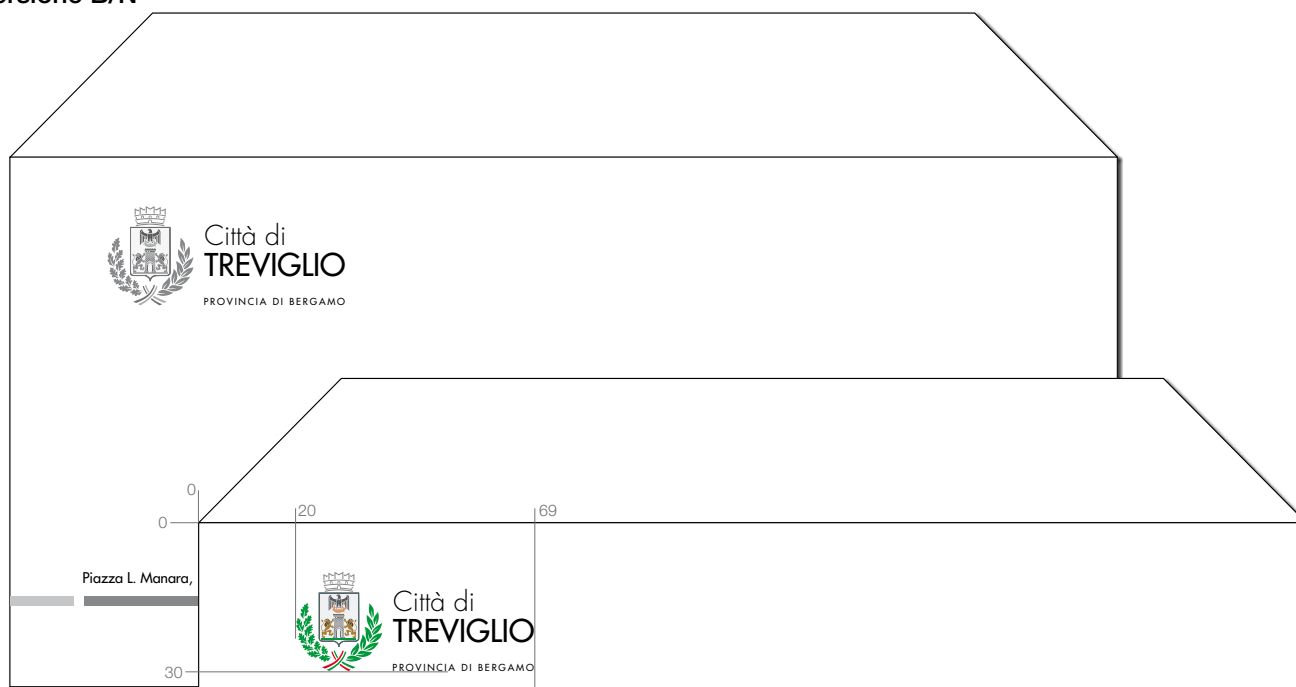 Città di
TREVIGLIO
PROVINCIA DI BERGAMO
0
0
20
69
Piazza L. Manara,
Città di
TREVIGLIO
PROVINCIA DI BERGAMO
30